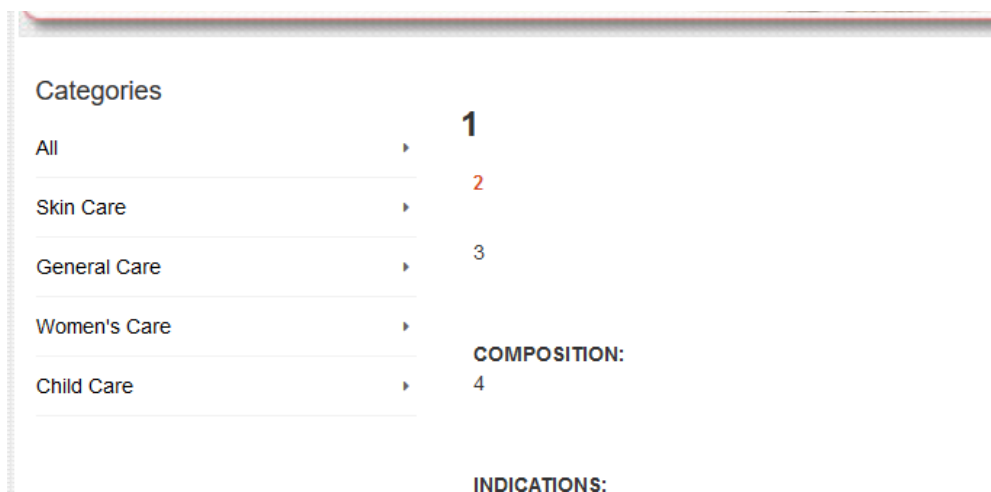 Categories
All
Skin Care
General Care
Women's Care
Child Care
1
2
3
COMPOSITION:
4
INDICATIONS: